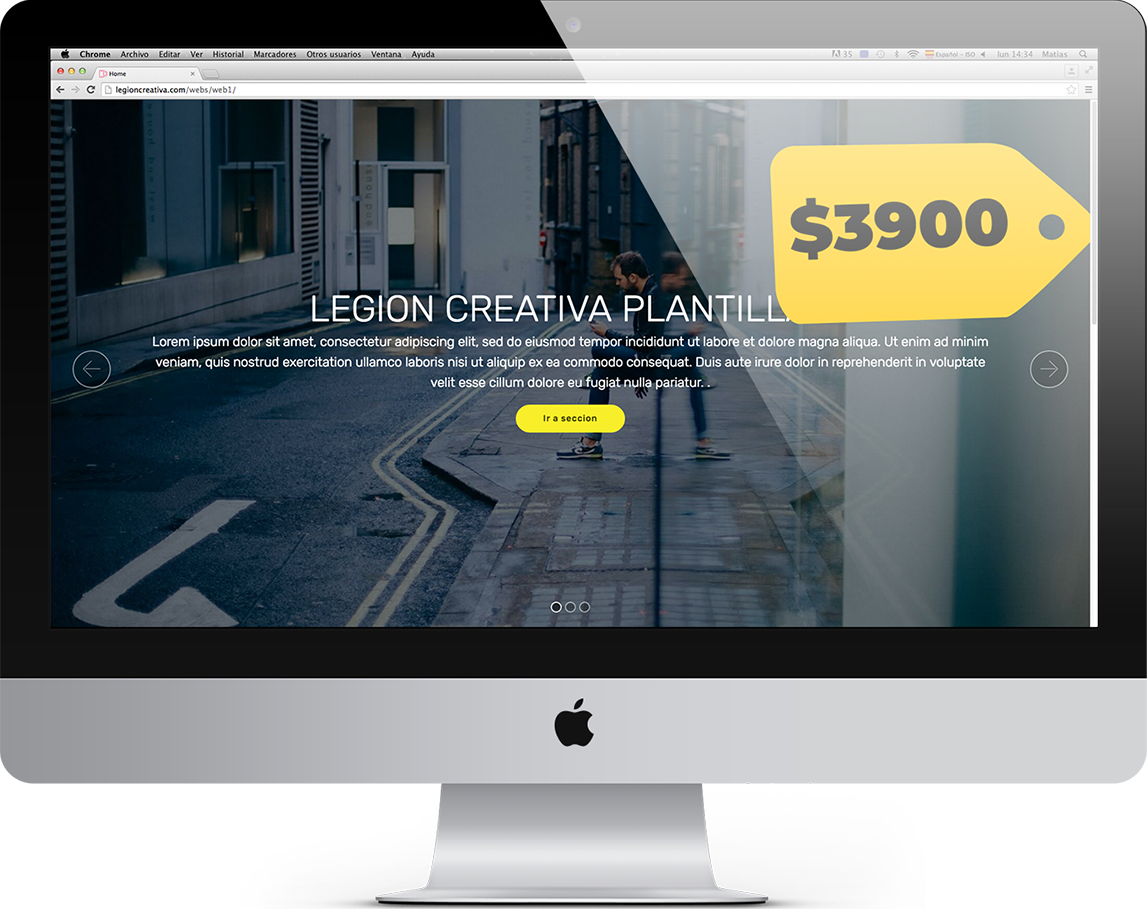 Chrome Archivo Editar Ver Historial Marcadores Otros usuarios Ventana Ayuda
35 Español - ISO lun 14:34 Matias
Home
legioncreativa.com/webs/web1/
$3900
LEGION CREATIVA PLANTILL
Lorem ipsum dolor sit amet, consectetur adipiscing elit, sed do eiusmod tempor incididunt ut labore et dolore magna aliqua. Ut enim ad minim
veniam, quis nostrud exercitation ullamco laboris nisi ut aliquip ex ea commodo consequat. Duis aute irure dolor in reprehenderit in voluptate
velit esse cillum dolore eu fugiat nulla pariatur. .
Ir a seccion